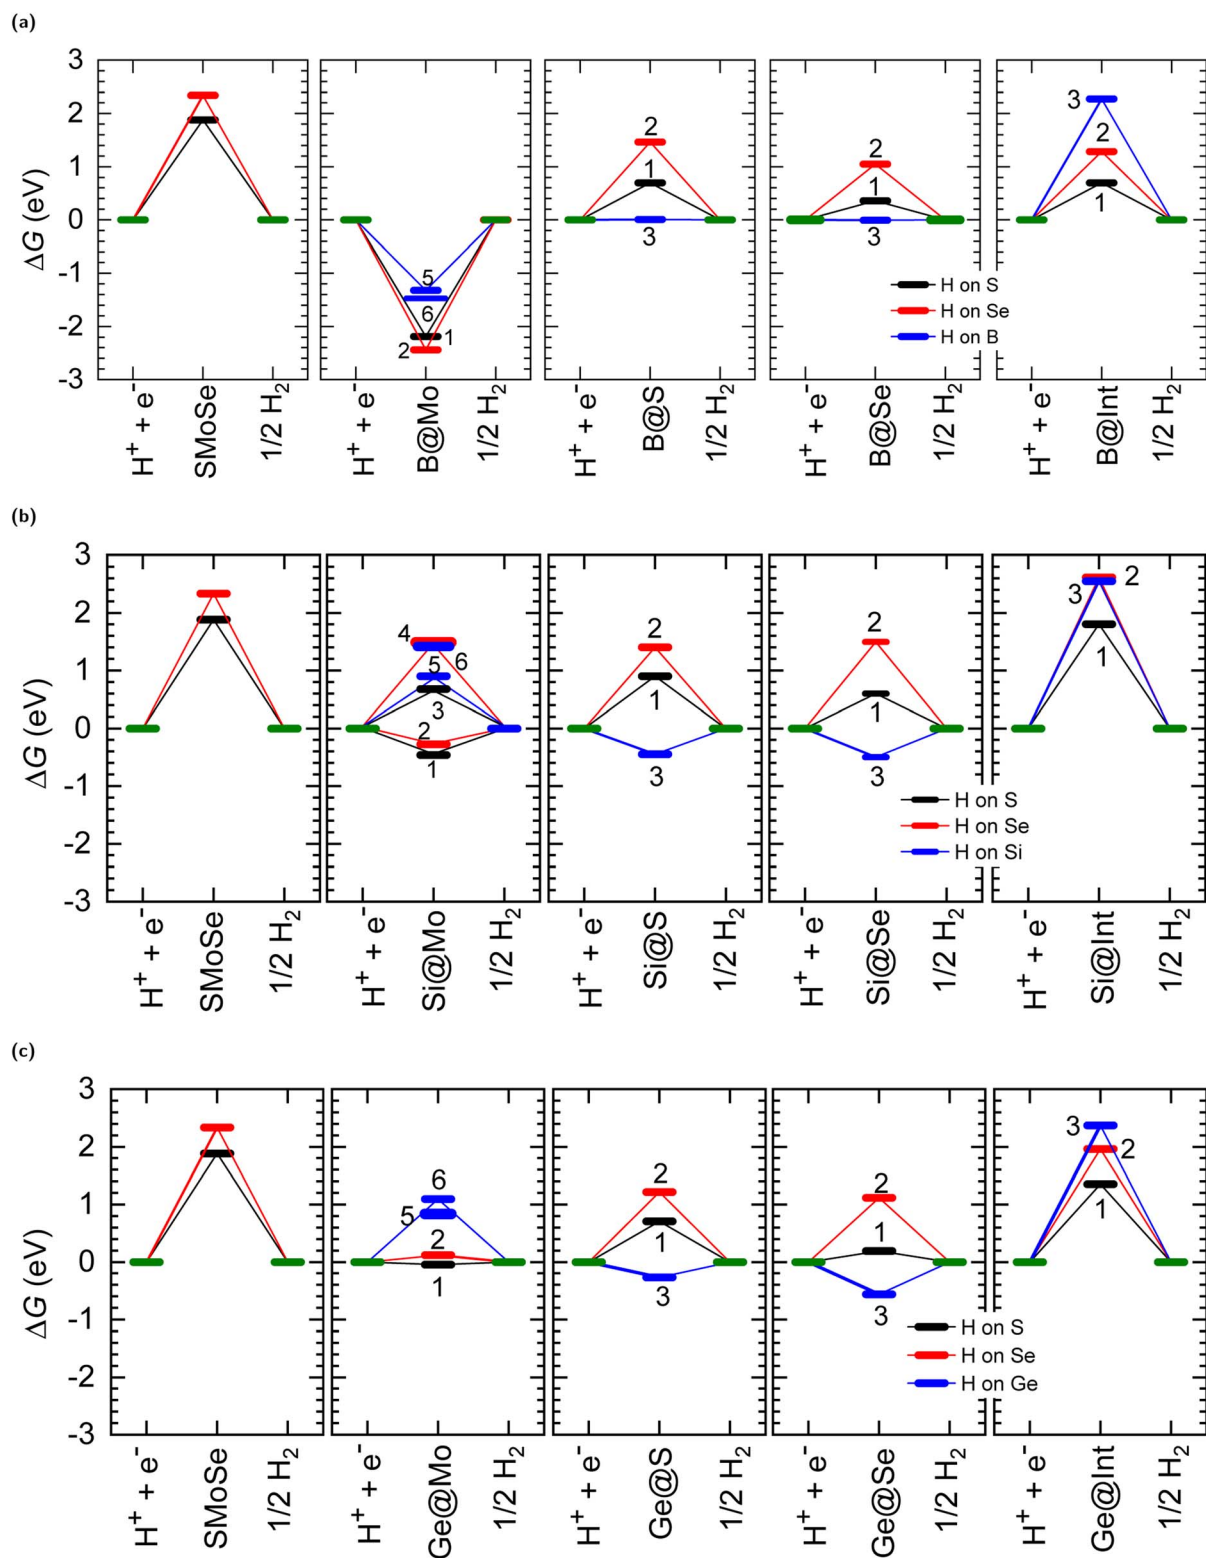 (a)
3
2
1
0
-1
-2
-3
ΔG (eV)
5
6
2
1
2
1
3
2
1
3
3
2
1
H on S
H on Se
H on B
H⁺ + e⁻
SMoSe
1/2 H₂
H⁺ + e⁻
B@Mo
1/2 H₂
H⁺ + e⁻
B@S
1/2 H₂
H⁺ + e⁻
B@Se
1/2 H₂
H⁺ + e⁻
B@Int
1/2 H₂
(b)
3
2
1
0
-1
-2
-3
ΔG (eV)
4
5
6
3
2
1
2
1
3
2
1
3
3
2
1
H on S
H on Se
H on Si
H⁺ + e⁻
SMoSe
1/2 H₂
H⁺ + e⁻
Si@Mo
1/2 H₂
H⁺ + e⁻
Si@S
1/2 H₂
H⁺ + e⁻
Si@Se
1/2 H₂
H⁺ + e⁻
Si@Int
1/2 H₂
(c)
3
2
1
0
-1
-2
-3
ΔG (eV)
6
5
2
1
2
1
3
2
1
3
3
2
1
H on S
H on Se
H on Ge
H⁺ + e⁻
SMoSe
1/2 H₂
H⁺ + e⁻
Ge@Mo
1/2 H₂
H⁺ + e⁻
Ge@S
1/2 H₂
H⁺ + e⁻
Ge@Se
1/2 H₂
H⁺ + e⁻
Ge@Int
1/2 H₂